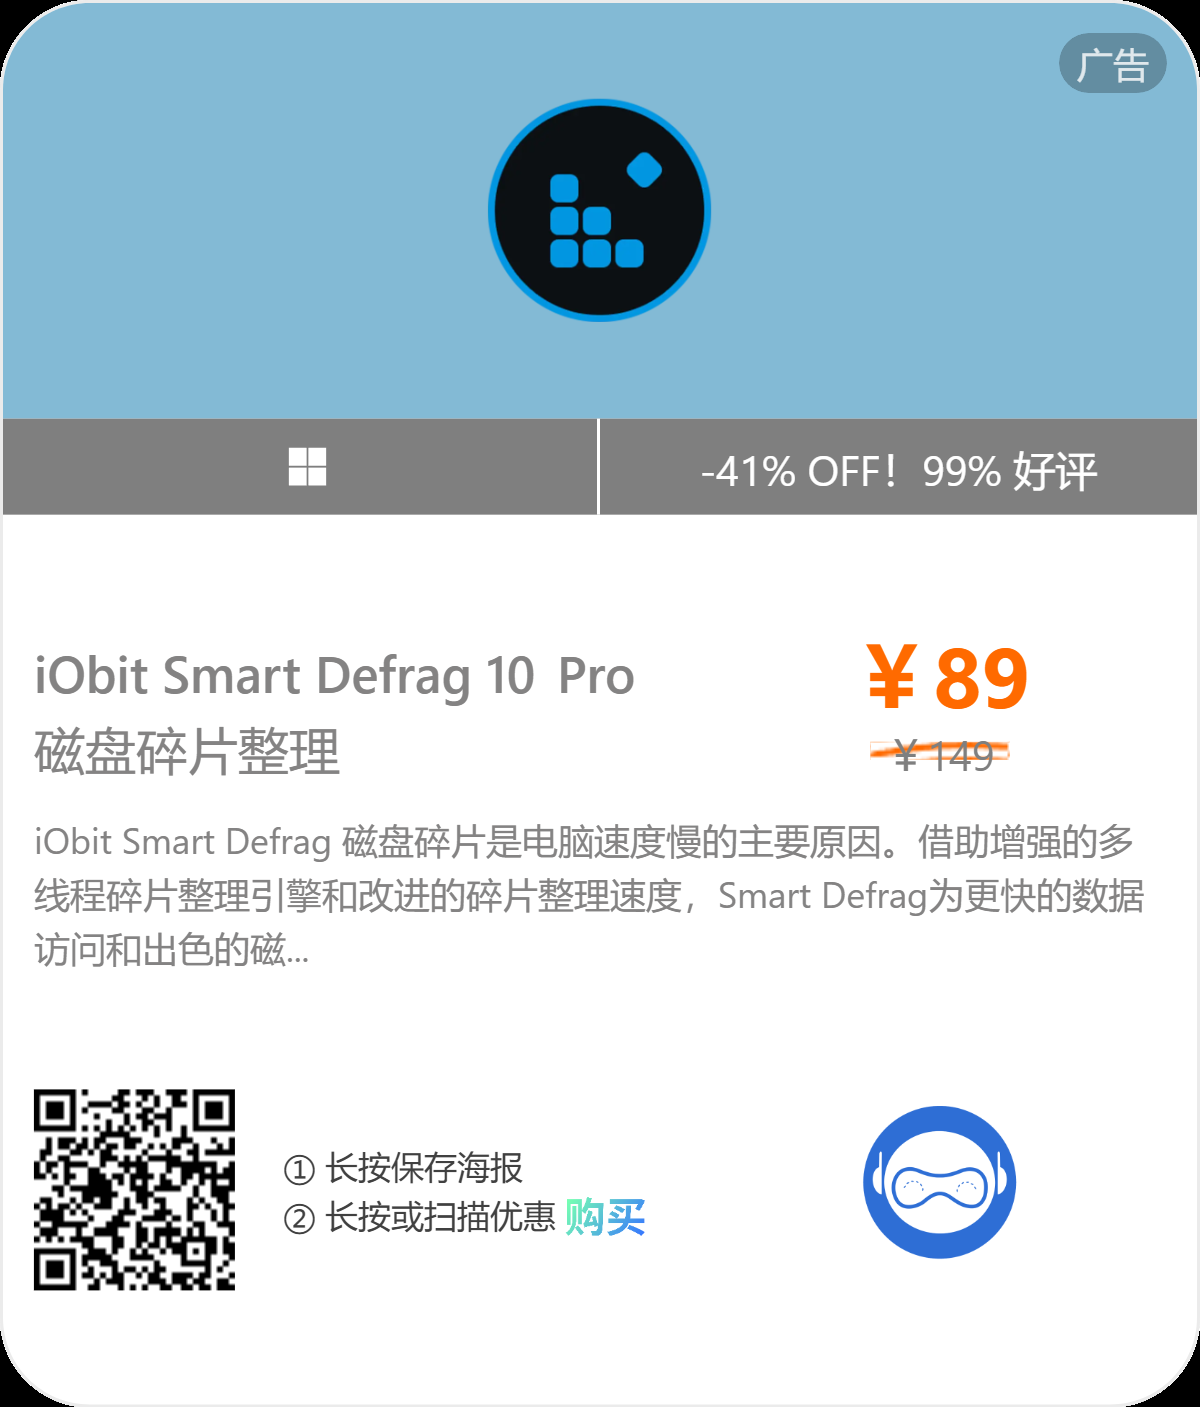 广告
-41% OFF！99% 好评
iObit Smart Defrag 10 Pro
¥ 89
磁盘碎片整理
¥ 149
iObit Smart Defrag 磁盘碎片是电脑速度慢的主要原因。借助增强的多
线程碎片整理引擎和改进的碎片整理速度，Smart Defrag为更快的数据
访问和出色的磁...
① 长按保存海报
② 长按或扫描优惠 购买